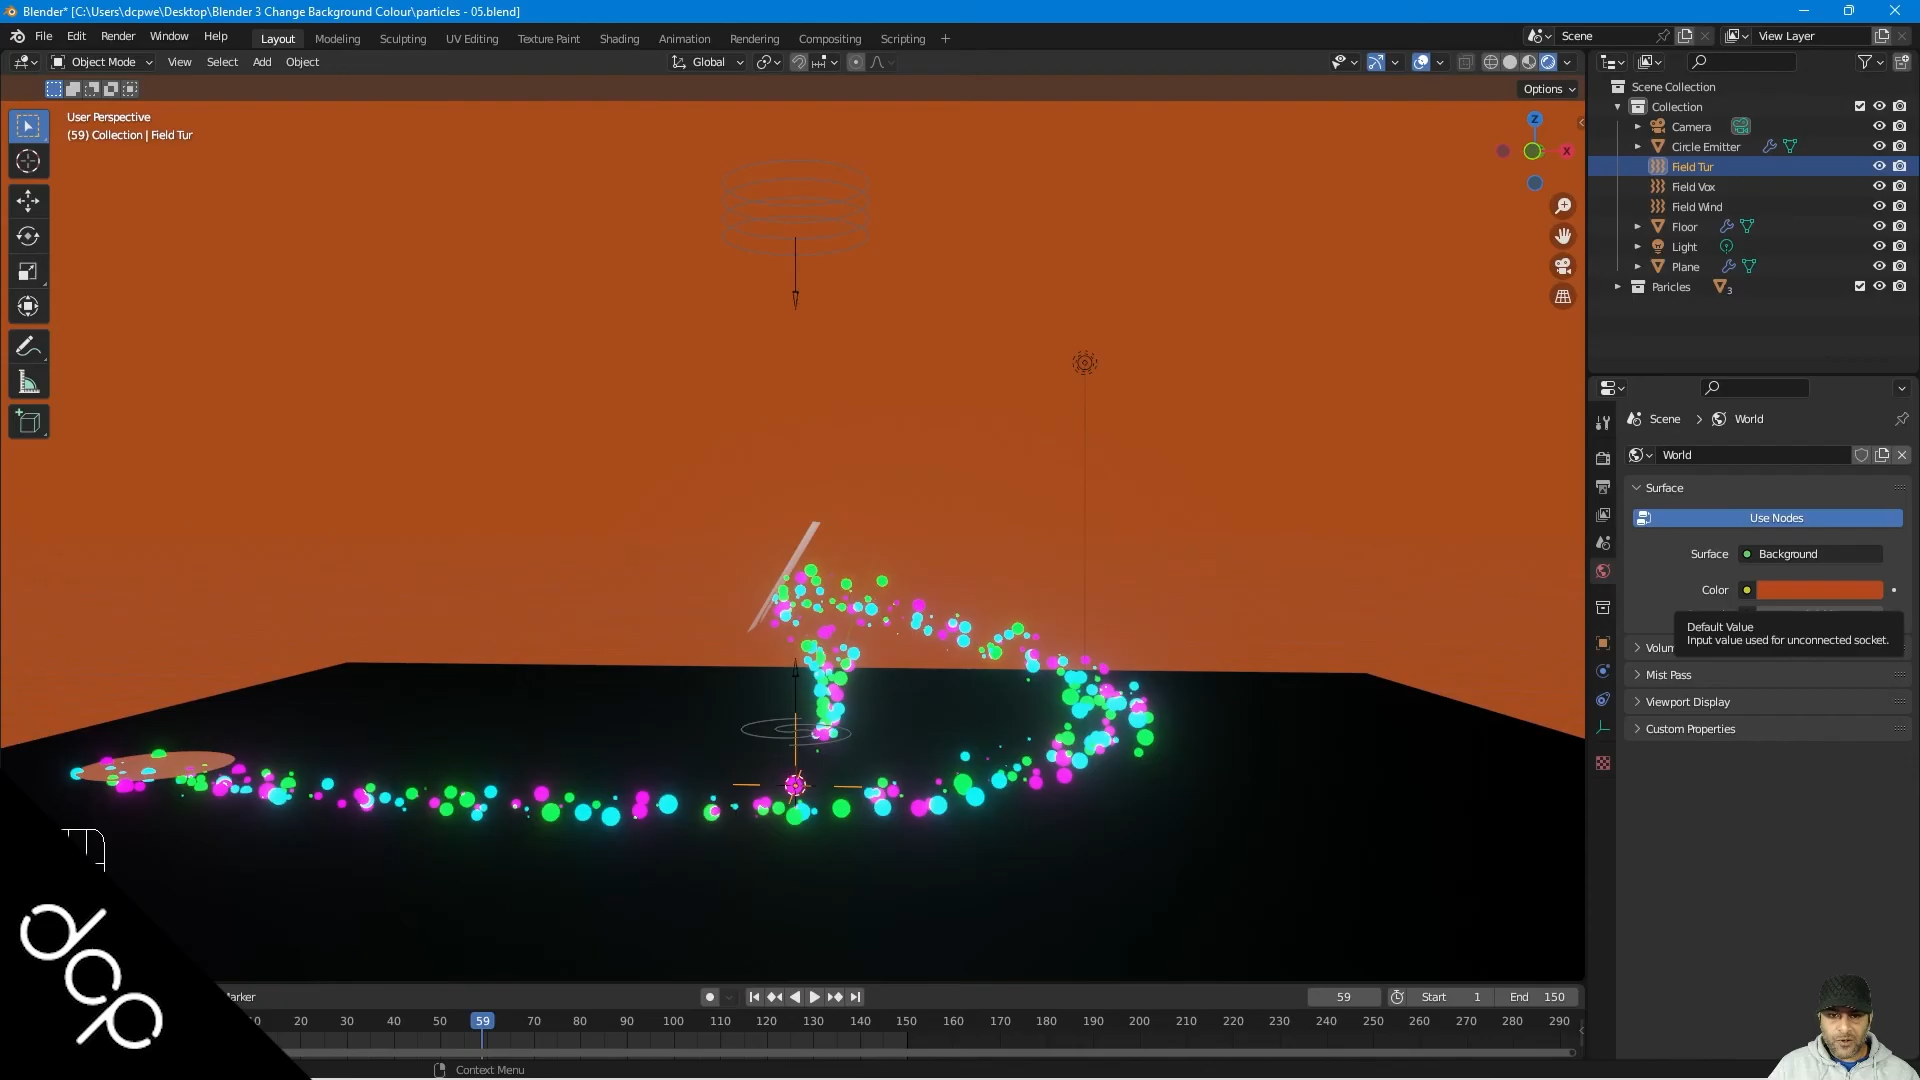 Blender* [C:\Users\dcpwe\Desktop\Blender 3 Change Background Colour\particles - 05.blend]
File Edit Render Window Help Layout Modeling Sculpting UV Editing Texture Paint Shading Animation Rendering Compositing Scripting + Scene View Layer
Object Mode View Select Add Object Global
Options
User Perspective
(59) Collection | Field Tur
Z
X
Scene Collection
Collection
Camera
Circle Emitter
Field Tur
Field Vox
Field Wind
Floor
Light
Plane
Paricles 3
Scene > World
World
Surface
Use Nodes
Surface Background
Color
Default Value
Input value used for unconnected socket.
Volum
Mist Pass
Viewport Display
Custom Properties
dcp
Marker 59 Start 1 End 150
10 20 30 40 50 59 70 80 90 100 110 120 130 140 150 160 170 180 190 200 210 220 230 240 250 260 270 280 290
Context Menu